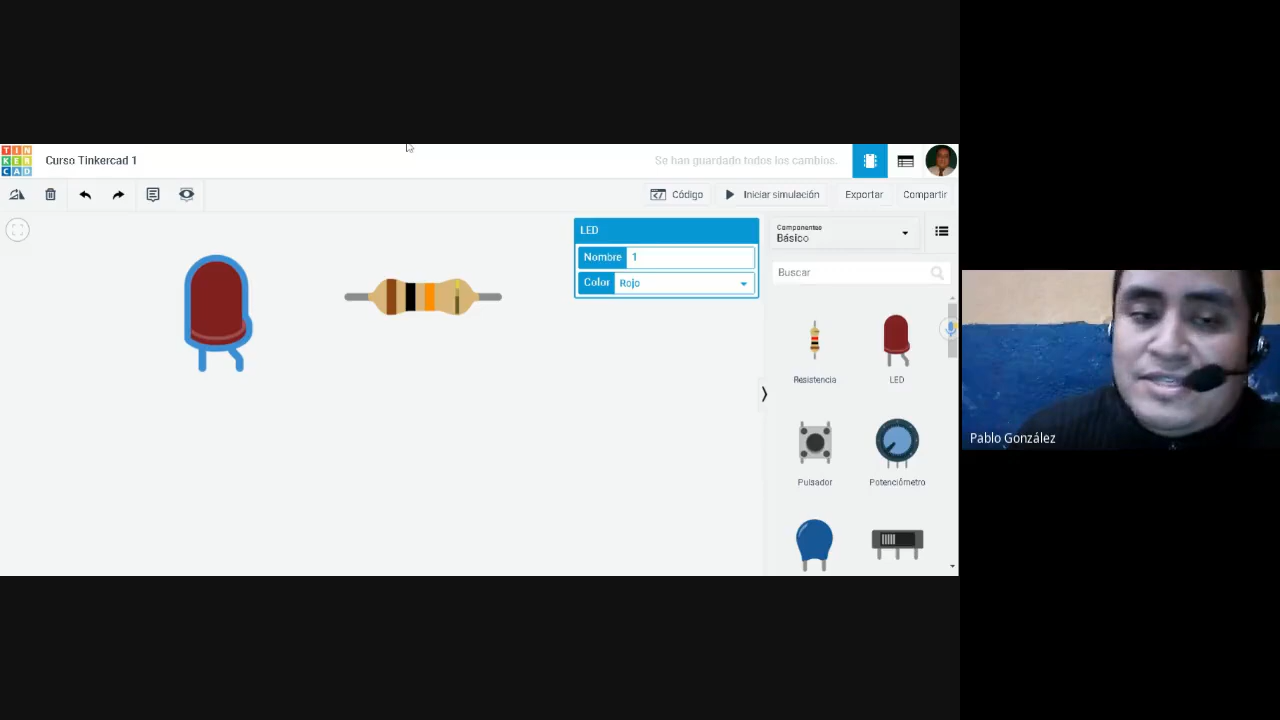 TIN
KER
CAD
Curso Tinkercad 1
Se han guardado todos los cambios.
Código
Iniciar simulación
Exportar
Compartir
LED
Nombre 1
Color Rojo
Componentes
Básico
Buscar
Resistencia
LED
Pulsador
Potenciómetro
Pablo González